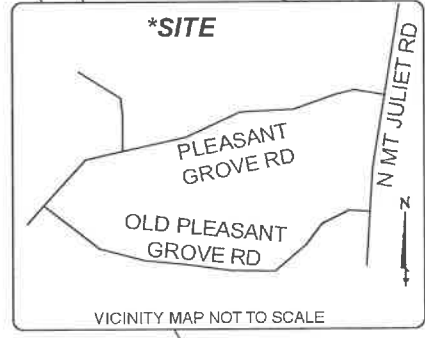 *SITE
N MT JULIET RD
PLEASANT
GROVE RD
N
OLD PLEASANT
GROVE RD
VICINITY MAP NOT TO SCALE